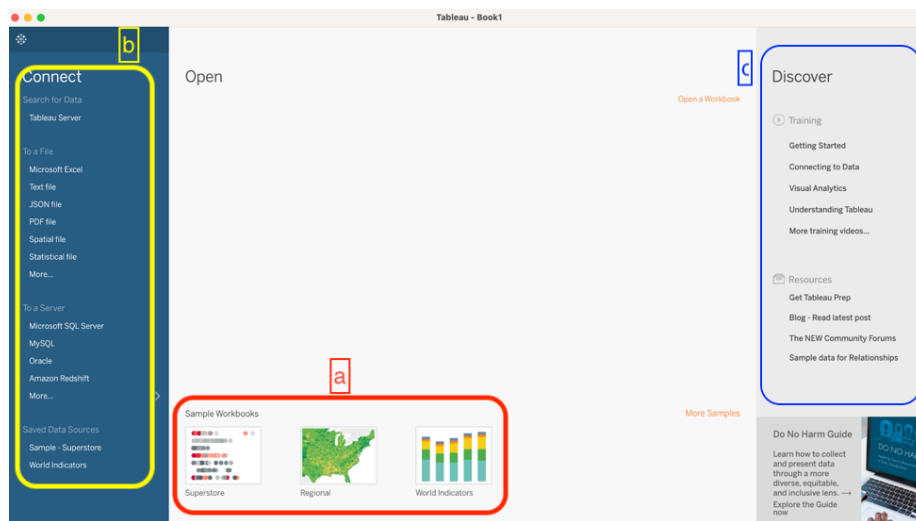 Tableau - Book1
b
Connect
Search for Data
Tableau Server
To a File
Microsoft Excel
Text file
JSON file
PDF file
Spatial file
Statistical file
More...
To a Server
Microsoft SQL Server
MySQL
Oracle
Amazon Redshift
More...
Saved Data Sources
Sample - Superstore
World Indicators
Open
Open a Workbook
a
Sample Workbooks
More Samples
Superstore
Regional
World Indicators
c
Discover
Training
Getting Started
Connecting to Data
Visual Analytics
Understanding Tableau
More training videos...
Resources
Get Tableau Prep
Blog - Read latest post
The NEW Community Forums
Sample data for Relationships
Do No Harm Guide
Learn how to collect
and present data
through a more
diverse, equitable,
and inclusive lens. →
Explore the Guide
now
DO NO HARM